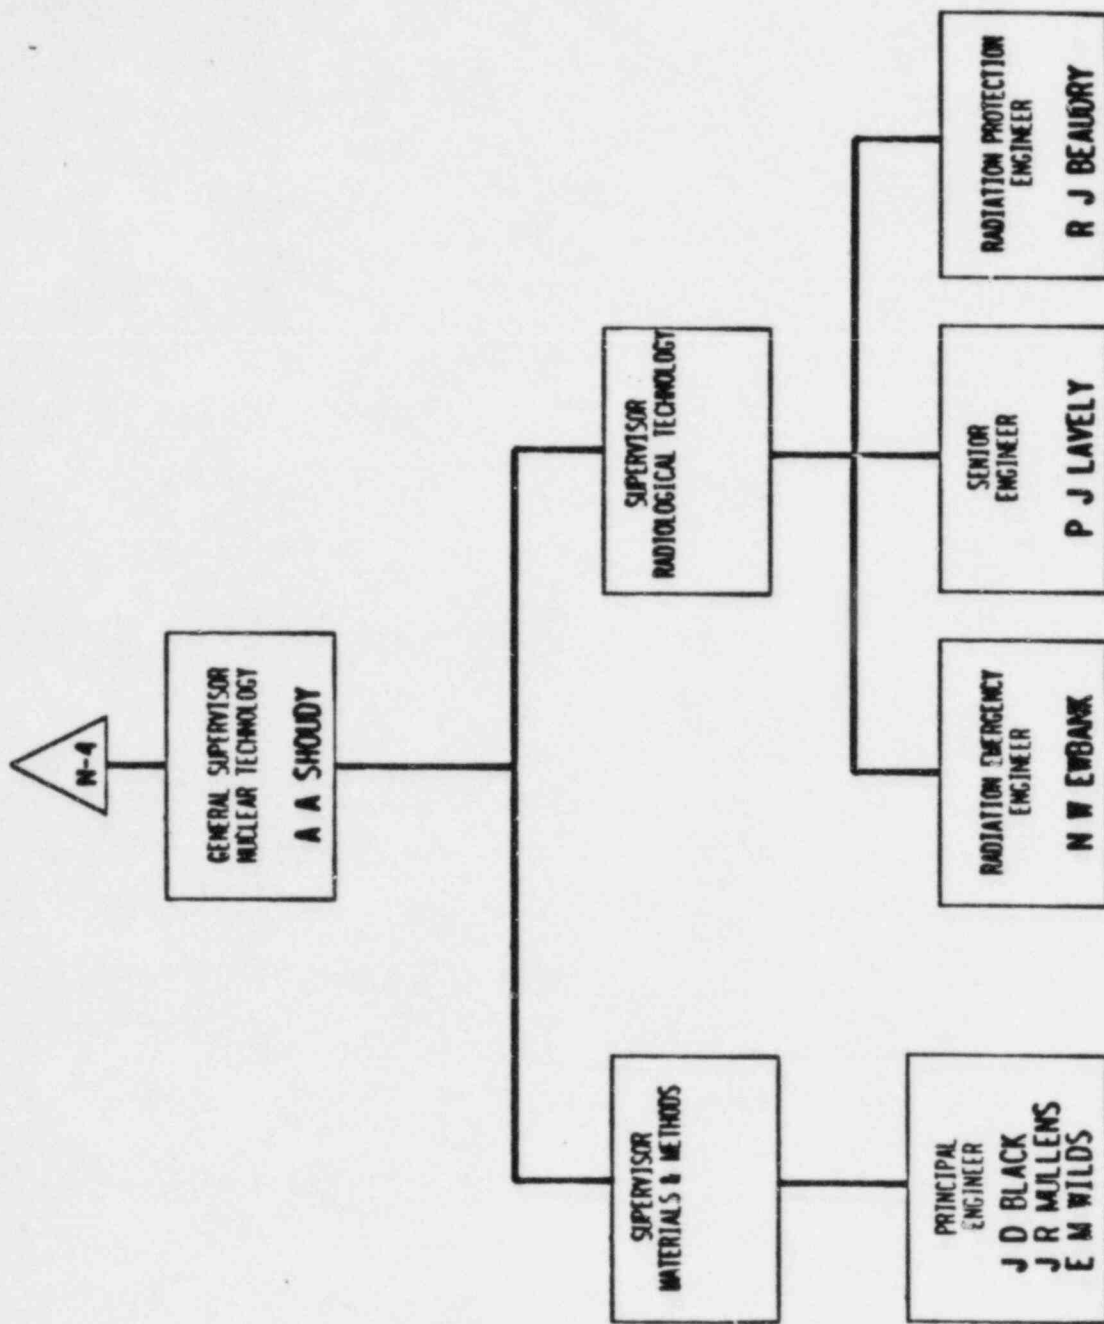 N-4
GENERAL SUPERVISOR
NUCLEAR TECHNOLOGY
A A SHOUDY
SUPERVISOR
MATERIALS & METHODS
SUPERVISOR
RADIOLOGICAL TECHNOLOGY
PRINCIPAL
ENGINEER
J D BLACK
J R MULLENS
E M WILDS
RADIATION EMERGENCY
ENGINEER
N W EWBANK
SENIOR
ENGINEER
P J LAVELY
RADIATION PROTECTION
ENGINEER
R J BEAUDRY